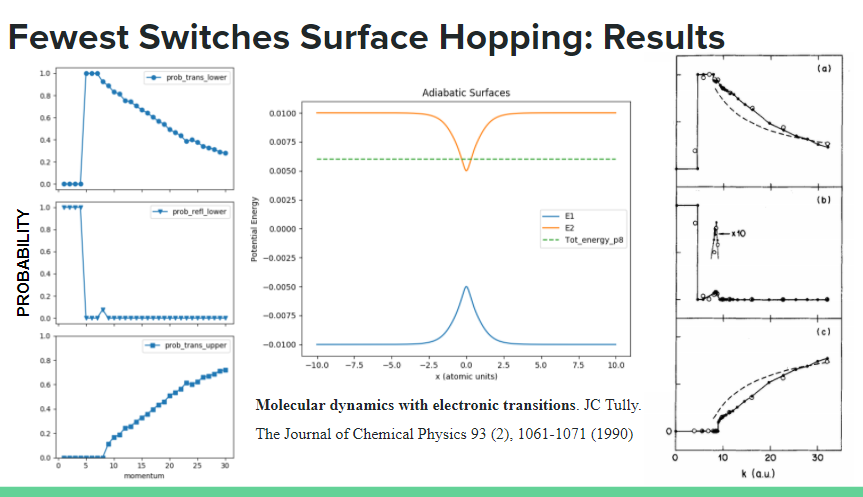 Fewest Switches Surface Hopping: Results
PROBABILITY
prob_trans_lower
1.0
0.8
0.6
0.4
0.2
0.0
prob_refl_lower
1.0
0.8
0.6
0.4
0.2
0.0
prob_trans_upper
1.0
0.8
0.6
0.4
0.2
0.0
0 5 10 15 20 25 30
momentum
Adiabatic Surfaces
Potential Energy
0.0100
0.0075
0.0050
0.0025
0.0000
−0.0025
−0.0050
−0.0075
−0.0100
E1
E2
Tot_energy_p8
−10.0 −7.5 −5.0 −2.5 0.0 2.5 5.0 7.5 10.0
x (atomic units)
Molecular dynamics with electronic transitions. JC Tully.
The Journal of Chemical Physics 93 (2), 1061-1071 (1990)
(a)
(b)
x10
(c)
0
0 10 20 30
k (a.u.)